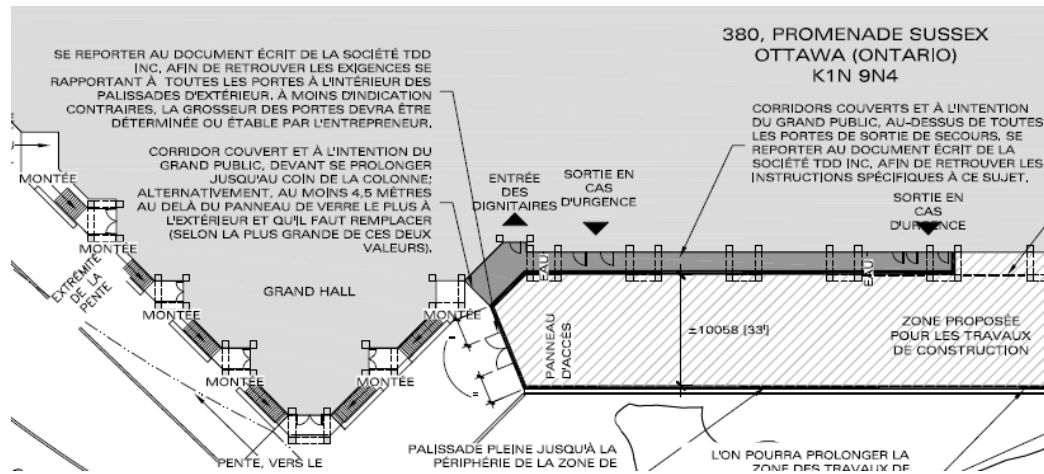 380, PROMENADE SUSSEX
OTTAWA (ONTARIO)
K1N 9N4
SE REPORTER AU DOCUMENT ÉCRIT DE LA SOCIÉTÉ TDD
INC, AFIN DE RETROUVER LES EXIGENCES SE
RAPPORTANT À TOUTES LES PORTES À L'INTÉRIEUR DES
PALISSADES D'EXTÉRIEUR. À MOINS D'INDICATION
CONTRAIRES, LA GROSSEUR DES PORTES DEVRA ÊTRE
DÉTERMINÉE OU ÉTABLE PAR L'ENTREPRENEUR.
CORRIDOR COUVERT ET À L'INTENTION DU
GRAND PUBLIC, DEVANT SE PROLONGER
JUSQU'AU COIN DE LA COLONNE;
ALTERNATIVEMENT, AU MOINS 4,5 MÈTRES
AU DELÀ DU PANNEAU DE VERRE LE PLUS À
L'EXTÉRIEUR ET QU'IL FAUT REMPLACER
(SELON LA PLUS GRANDE DE CES DEUX
VALEURS).
CORRIDORS COUVERTS ET À L'INTENTION
DU GRAND PUBLIC, AU-DESSUS DE TOUTES
LES PORTES DE SORTIE DE SECOURS. SE
REPORTER AU DOCUMENT ÉCRIT DE LA
SOCIÉTÉ TDD INC, AFIN DE RETROUVER LES
INSTRUCTIONS SPÉCIFIQUES À CE SUJET.
ENTRÉE
DES
DIGNITAIRES
SORTIE EN
CAS
D'URGENCE
SORTIE EN
CAS
D'URGENCE
MONTÉE
MONTÉE
MONTÉE
MONTÉE
MONTÉE
MONTÉE
MONTÉE
EXTRÉMITÉ
DE LA
PENTE
GRAND HALL
EAU
EAU
PANNEAU
D'ACCÈS
±10058 [33']
ZONE PROPOSÉE
POUR LES TRAVAUX
DE CONSTRUCTION
=
=
PENTE, VERS LE
PALISSADE PLEINE JUSQU'À LA
PÉRIPHÉRIE DE LA ZONE DE
L'ON POURRA PROLONGER LA
ZONE DES TRAVAUX DE